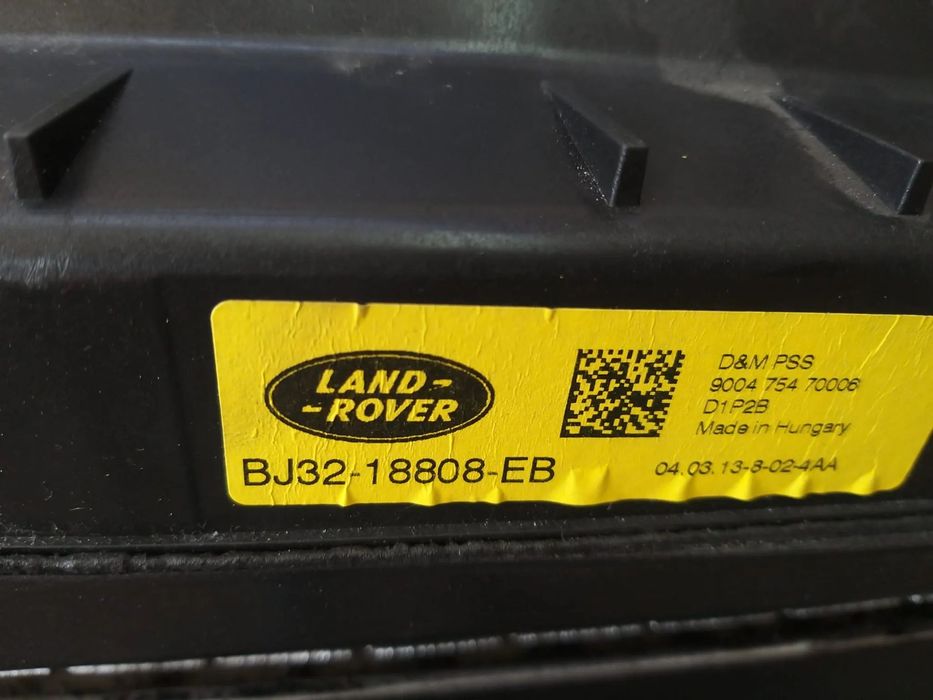 LAND-
-ROVER
BJ32-18808-EB
D&M PSS
9004 754 70006
D1P2B
Made in Hungary
04.03.13-8-02-4AA